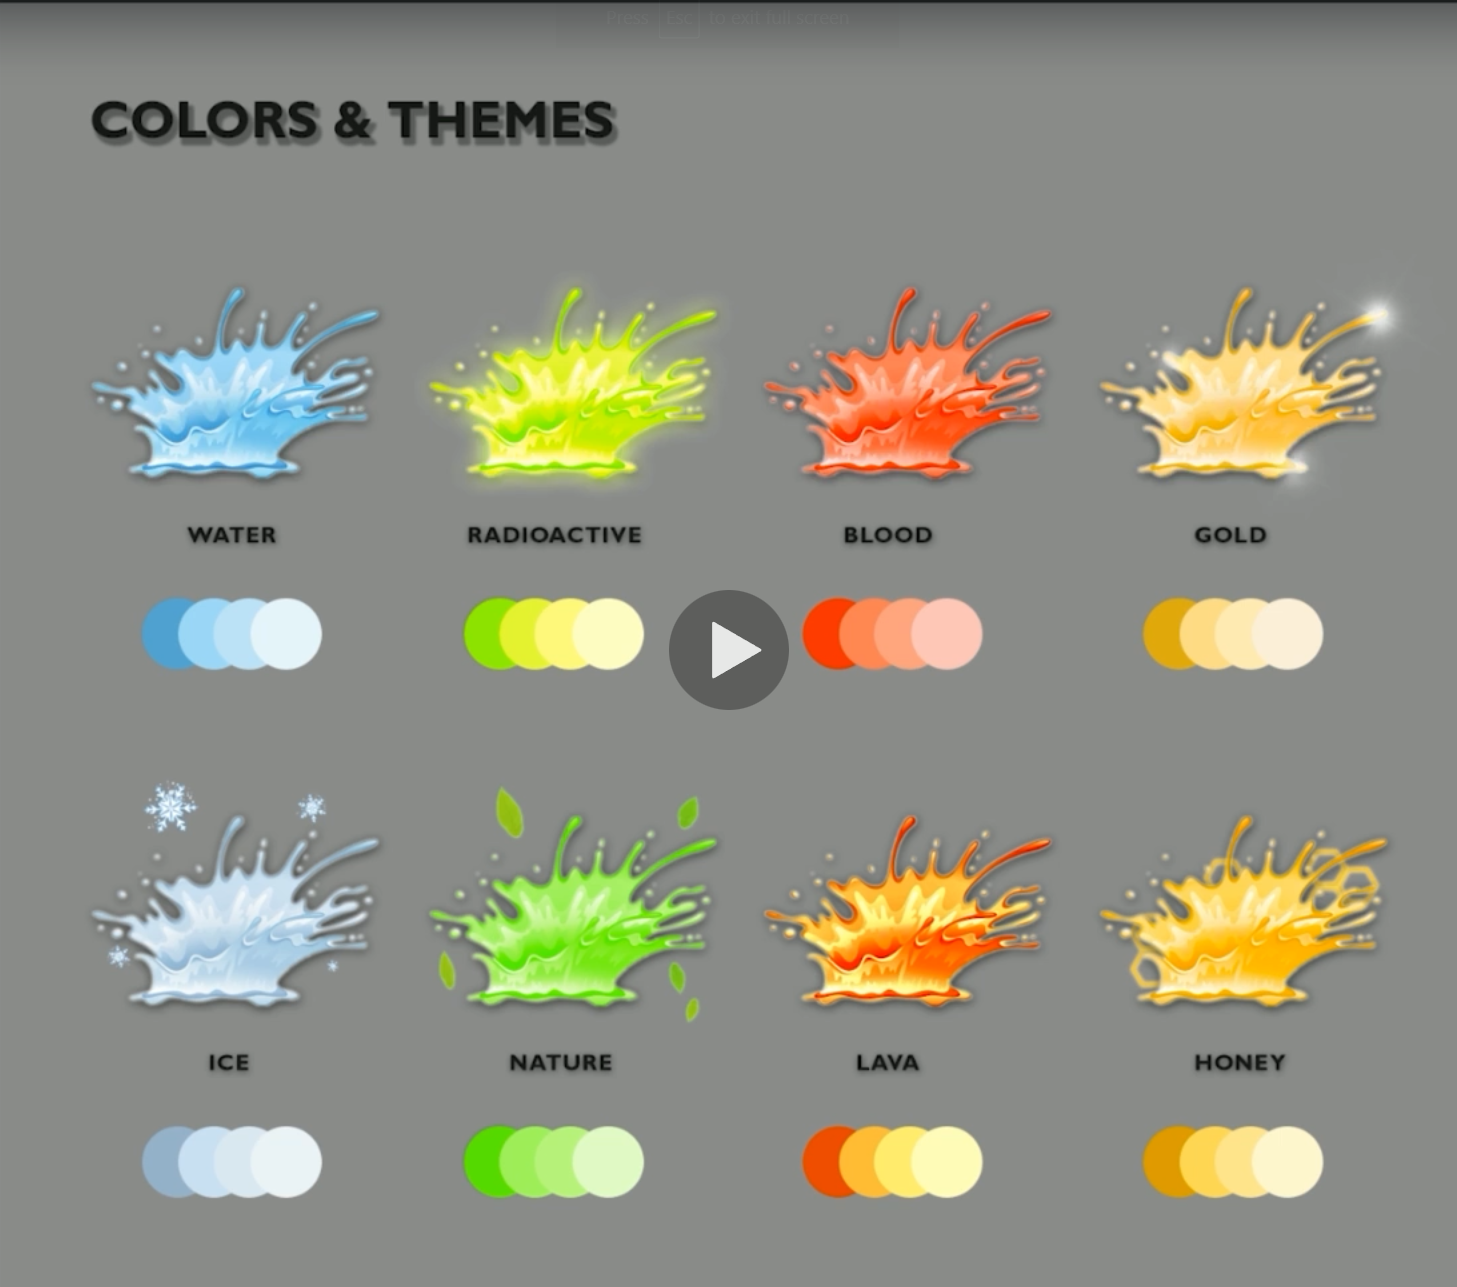 Press Esc to exit full screen
COLORS & THEMES
WATER RADIOACTIVE BLOOD GOLD
ICE NATURE LAVA HONEY